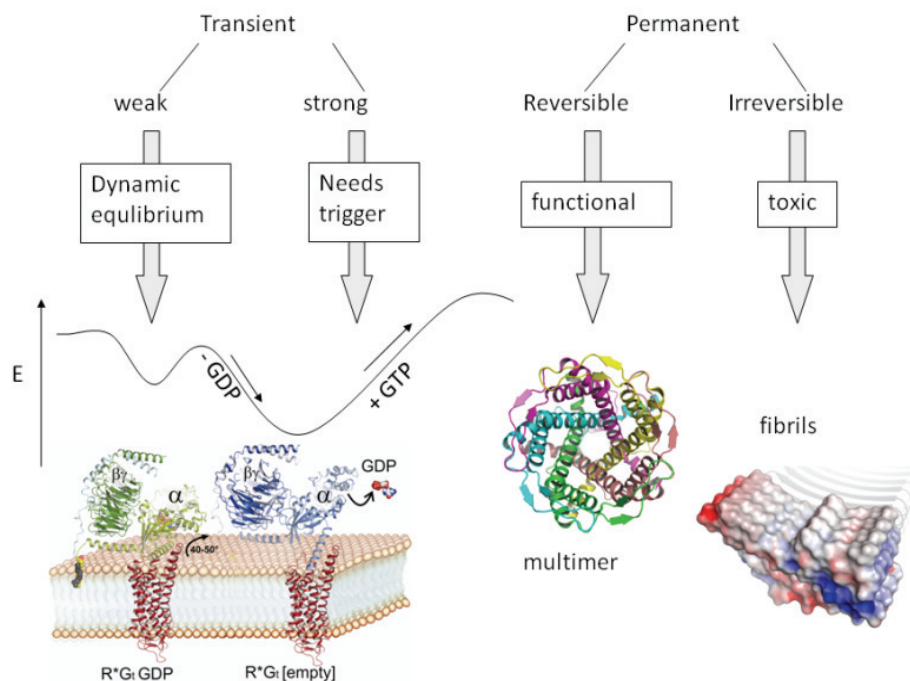 Transient
Permanent
weak
strong
Reversible
Irreversible
Dynamic
equlibrium
Needs
trigger
functional
toxic
E
- GDP
+ GTP
βγ
α
βγ
α
GDP
40-50°
R*Gt GDP
R*Gt [empty]
multimer
fibrils